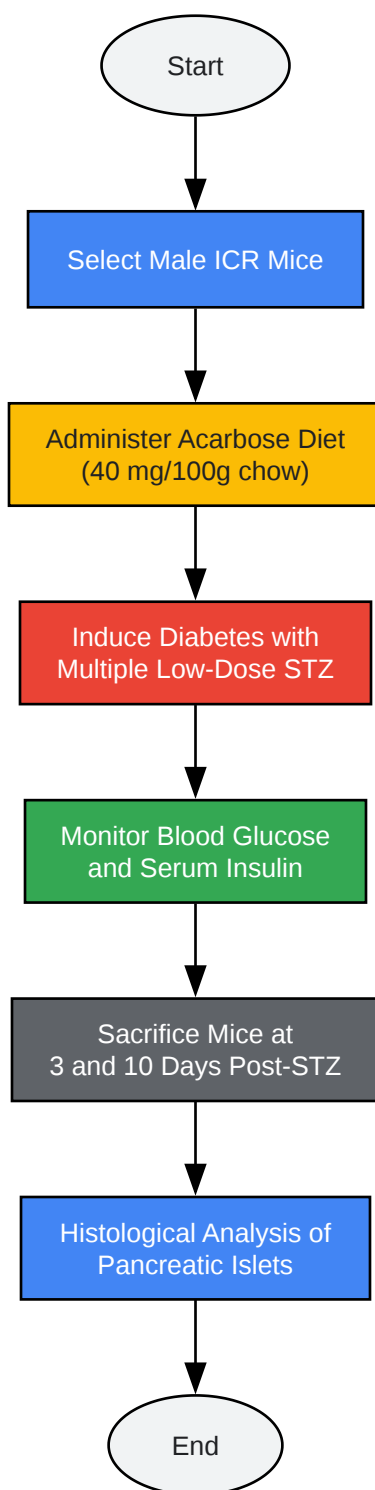 Start
Select Male ICR Mice
Administer Acarbose Diet
(40 mg/100g chow)
Induce Diabetes with
Multiple Low-Dose STZ
Monitor Blood Glucose
and Serum Insulin
Sacrifice Mice at
3 and 10 Days Post-STZ
Histological Analysis of
Pancreatic Islets
End